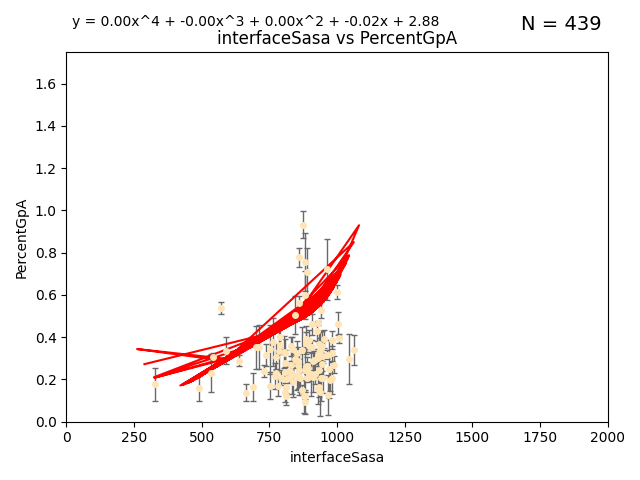 y = 0.00x^4 + -0.00x^3 + 0.00x^2 + -0.02x + 2.88
N = 439
interfaceSasa vs PercentGpA
PercentGpA
1.6
1.4
1.2
1.0
0.8
0.6
0.4
0.2
0.0
0 250 500 750 1000 1250 1500 1750 2000
interfaceSasa